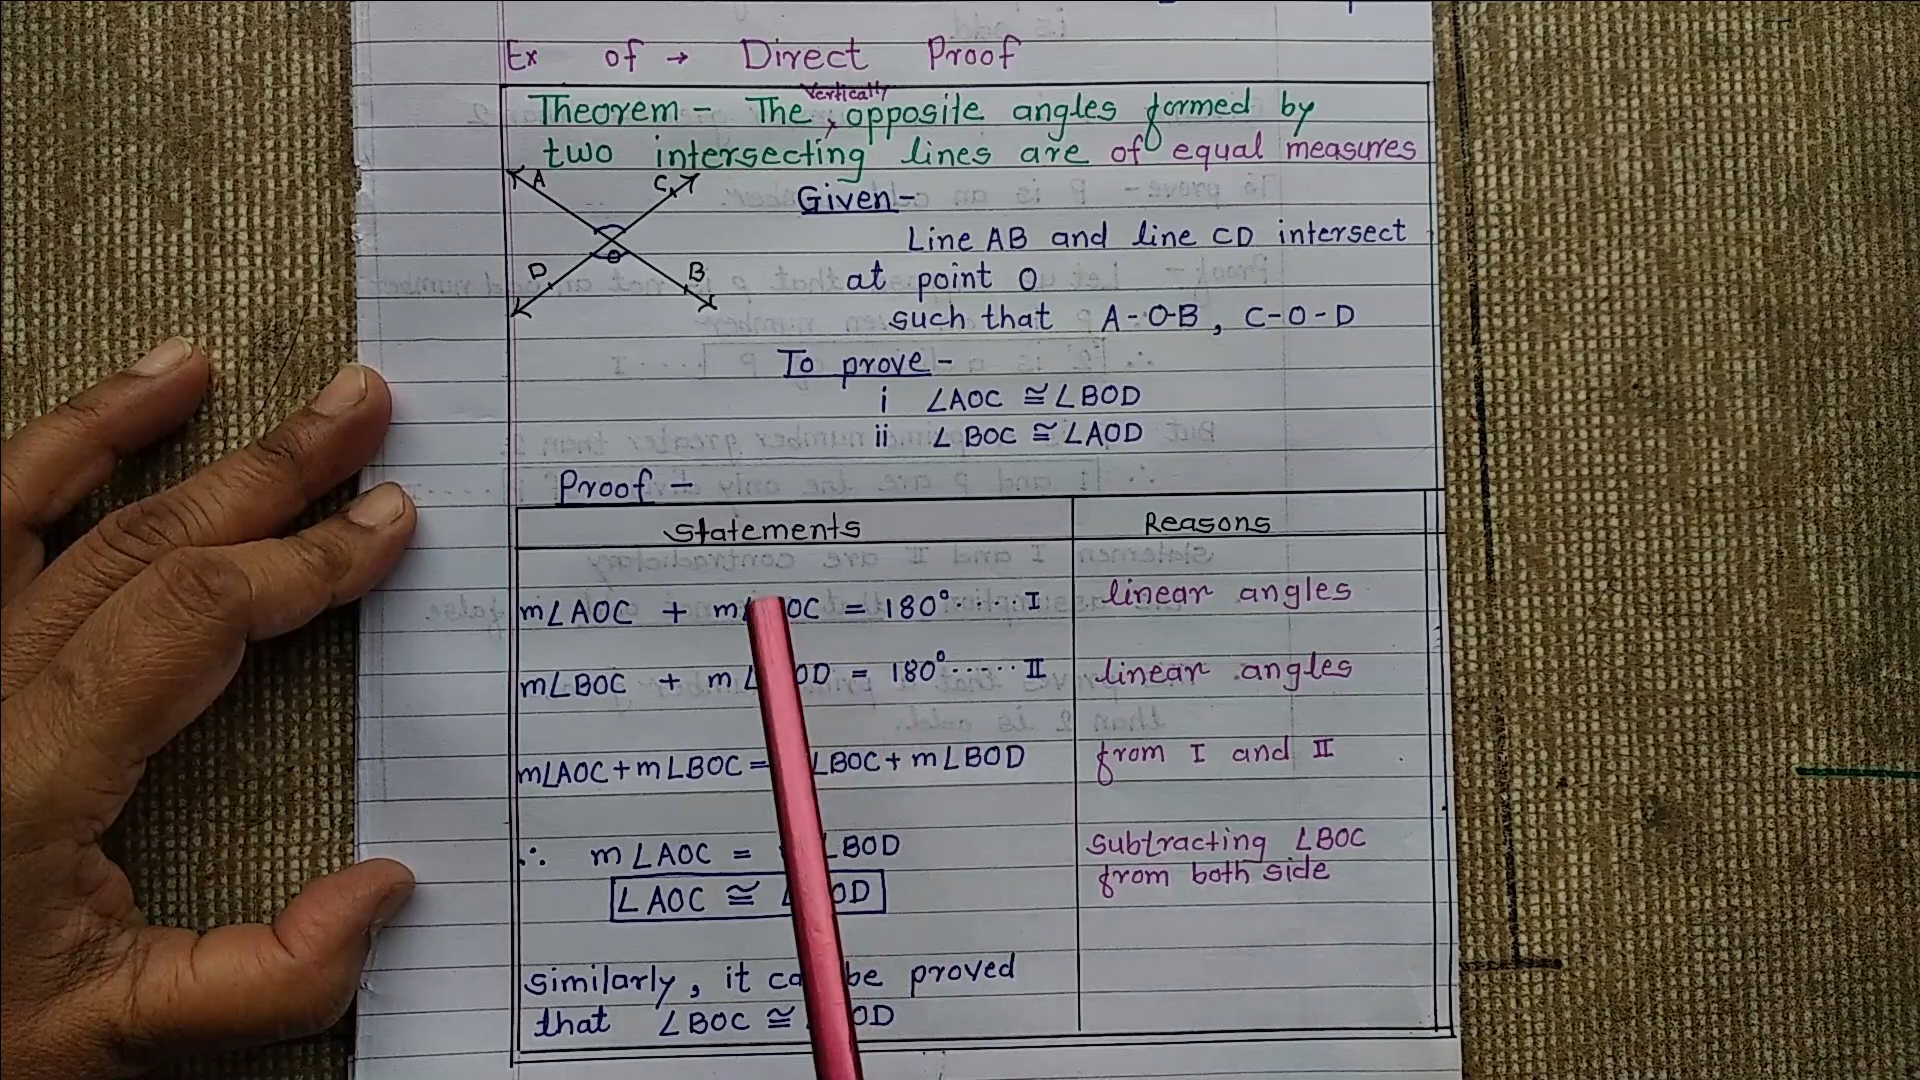 Ex of → Direct Proof
Vertically
Theorem - The opposite angles formed by
two intersecting lines are of equal measures
A C
D B
O
Given -
Line AB and line CD intersect
at point O
such that A-O-B, C-O-D
To prove -
i ∠AOC ≅ ∠BOD
ii ∠BOC ≅ ∠AOD
Proof -
Statements Reasons
m∠AOC + m OC = 180° ..... I linear angles
m∠BOC + m∠ OD = 180° ..... II linear angles
m∠AOC + m∠BOC = ∠BOC + m∠BOD from I and II
∴ m∠AOC = ∠BOD subtracting ∠BOC
from both side
∠AOC ≅ ∠ OD
similarly, it be proved
that ∠BOC ≅ OD